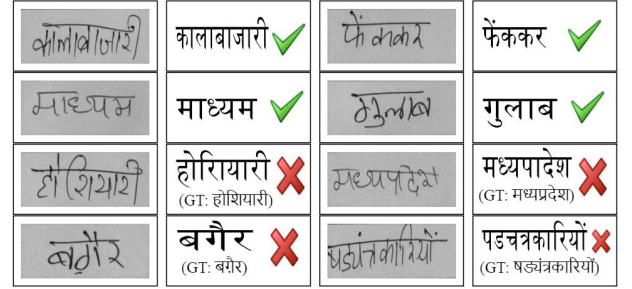 कालाबाजारी कालाबाजारी फेंककर फेंककर
माध्यम माध्यम गुलाब गुलाब
होशियारी होरिायारी मध्यप्रदेश मध्यपादेश
(GT: होशियारी) (GT: मध्यप्रदेश)
बग़ैर बगैर षड्यंत्रकारियों पडचत्रकारियों
(GT: बग़ैर) (GT: षड्यंत्रकारियों)